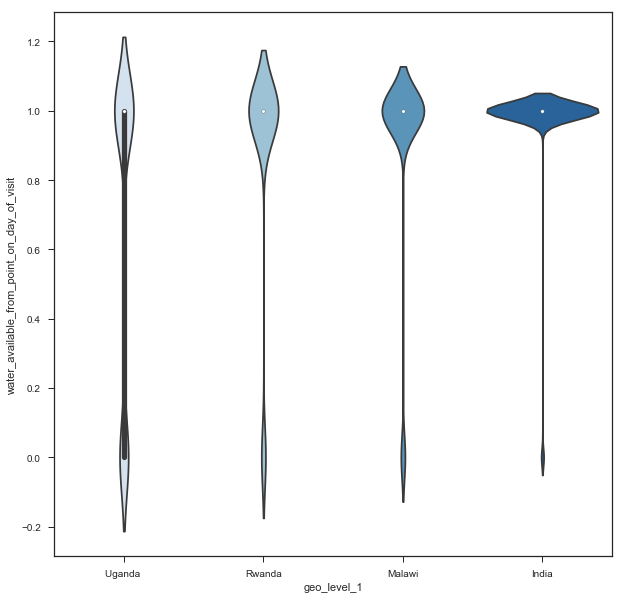 1.2
1.0
0.8
0.6
0.4
0.2
0.0
−0.2
water_available_from_point_on_day_of_visit
Uganda Rwanda Malawi India
geo_level_1